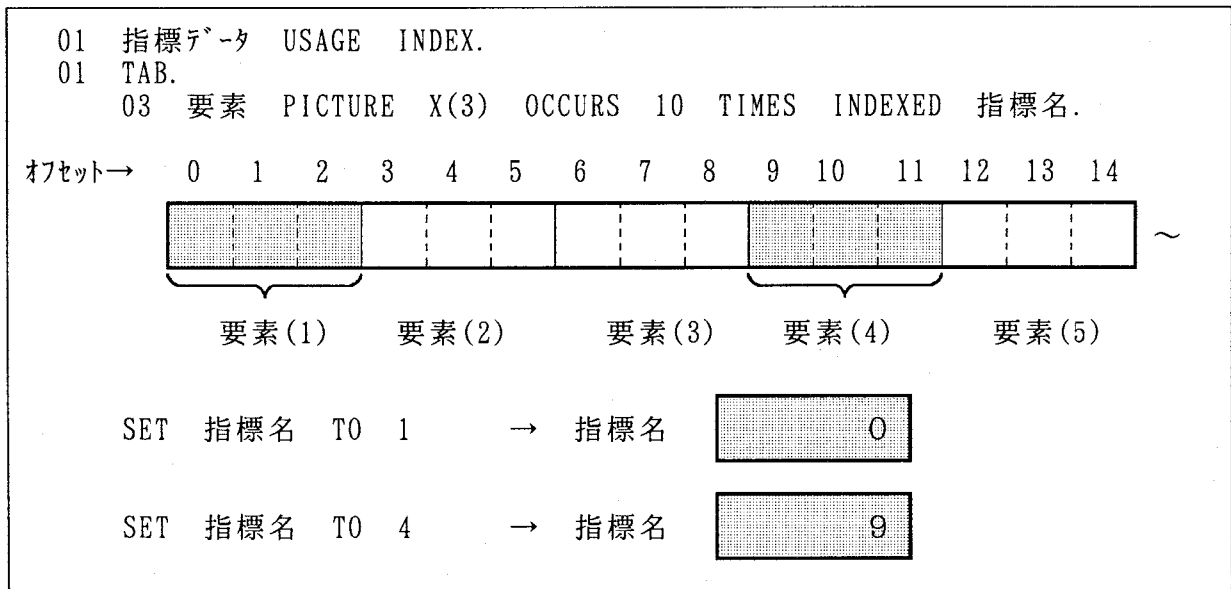 01 指標ﾃﾞｰﾀ USAGE INDEX.
01 TAB.
03 要素 PICTURE X(3) OCCURS 10 TIMES INDEXED 指標名.
ｵﾌｾｯﾄ→ 0 1 2 3 4 5 6 7 8 9 10 11 12 13 14
～
要素(1) 要素(2) 要素(3) 要素(4) 要素(5)
SET 指標名 TO 1 → 指標名 0
SET 指標名 TO 4 → 指標名 9